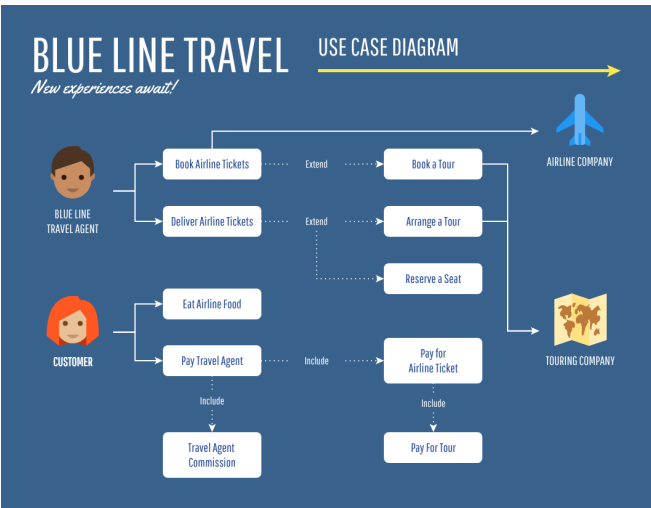 BLUE LINE TRAVEL
USE CASE DIAGRAM
New experiences await!
AIRLINE COMPANY
Book Airline Tickets
Extend
Book a Tour
BLUE LINE
TRAVEL AGENT
Deliver Airline Tickets
Extend
Arrange a Tour
Reserve a Seat
Eat Airline Food
CUSTOMER
Pay Travel Agent
Include
Pay for
Airline Ticket
TOURING COMPANY
Include
Include
Travel Agent
Commission
Pay For Tour